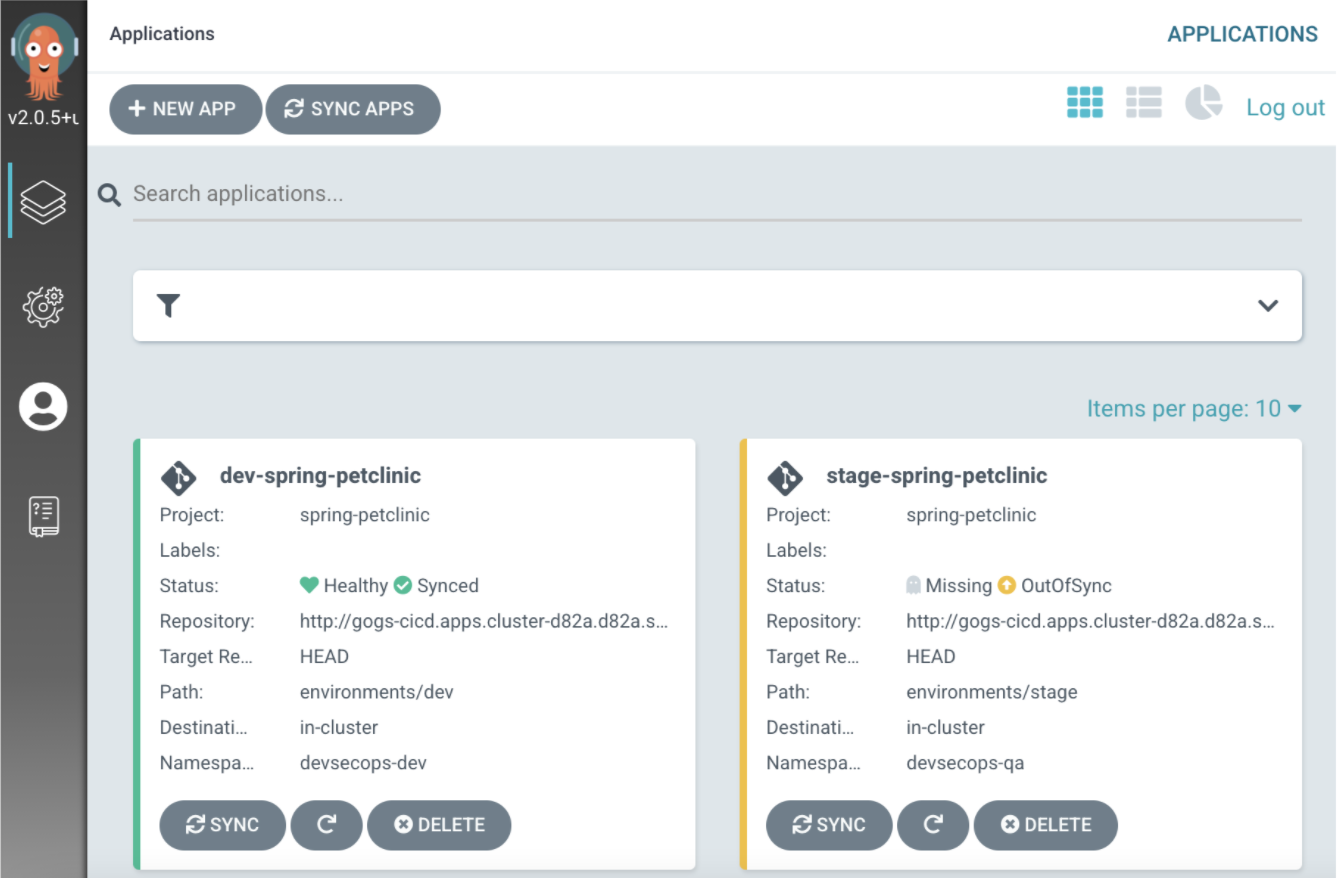 Applications
APPLICATIONS
v2.0.5+u
NEW APP
SYNC APPS
Log out
Search applications...
Items per page: 10
dev-spring-petclinic
Project: spring-petclinic
Labels:
Status: Healthy Synced
Repository: http://gogs-cicd.apps.cluster-d82a.d82a.s...
Target Re... HEAD
Path: environments/dev
Destinati... in-cluster
Namespa... devsecops-dev
SYNC
DELETE
stage-spring-petclinic
Project: spring-petclinic
Labels:
Status: Missing OutOfSync
Repository: http://gogs-cicd.apps.cluster-d82a.d82a.s...
Target Re... HEAD
Path: environments/stage
Destinati... in-cluster
Namespa... devsecops-qa
SYNC
DELETE